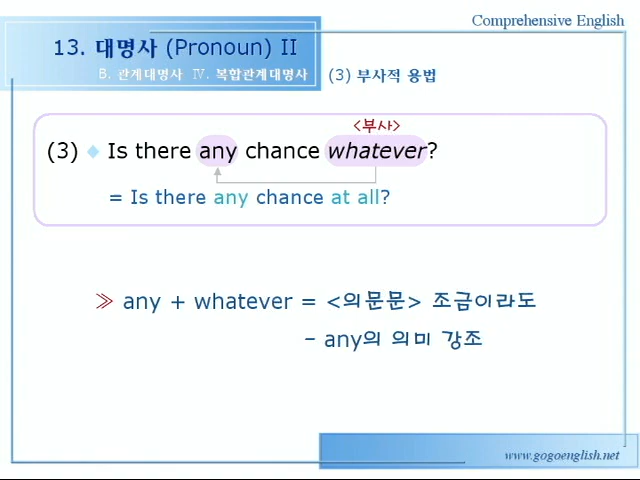 Comprehensive English
13. 대명사 (Pronoun) II
B. 관계대명사 Ⅳ. 복합관계대명사 (3) 부사적 용법
<부사>
(3) ◆ Is there any chance whatever?
= Is there any chance at all?
≫ any + whatever = <의문문> 조금이라도
- any의 의미 강조
www.gogoenglish.net